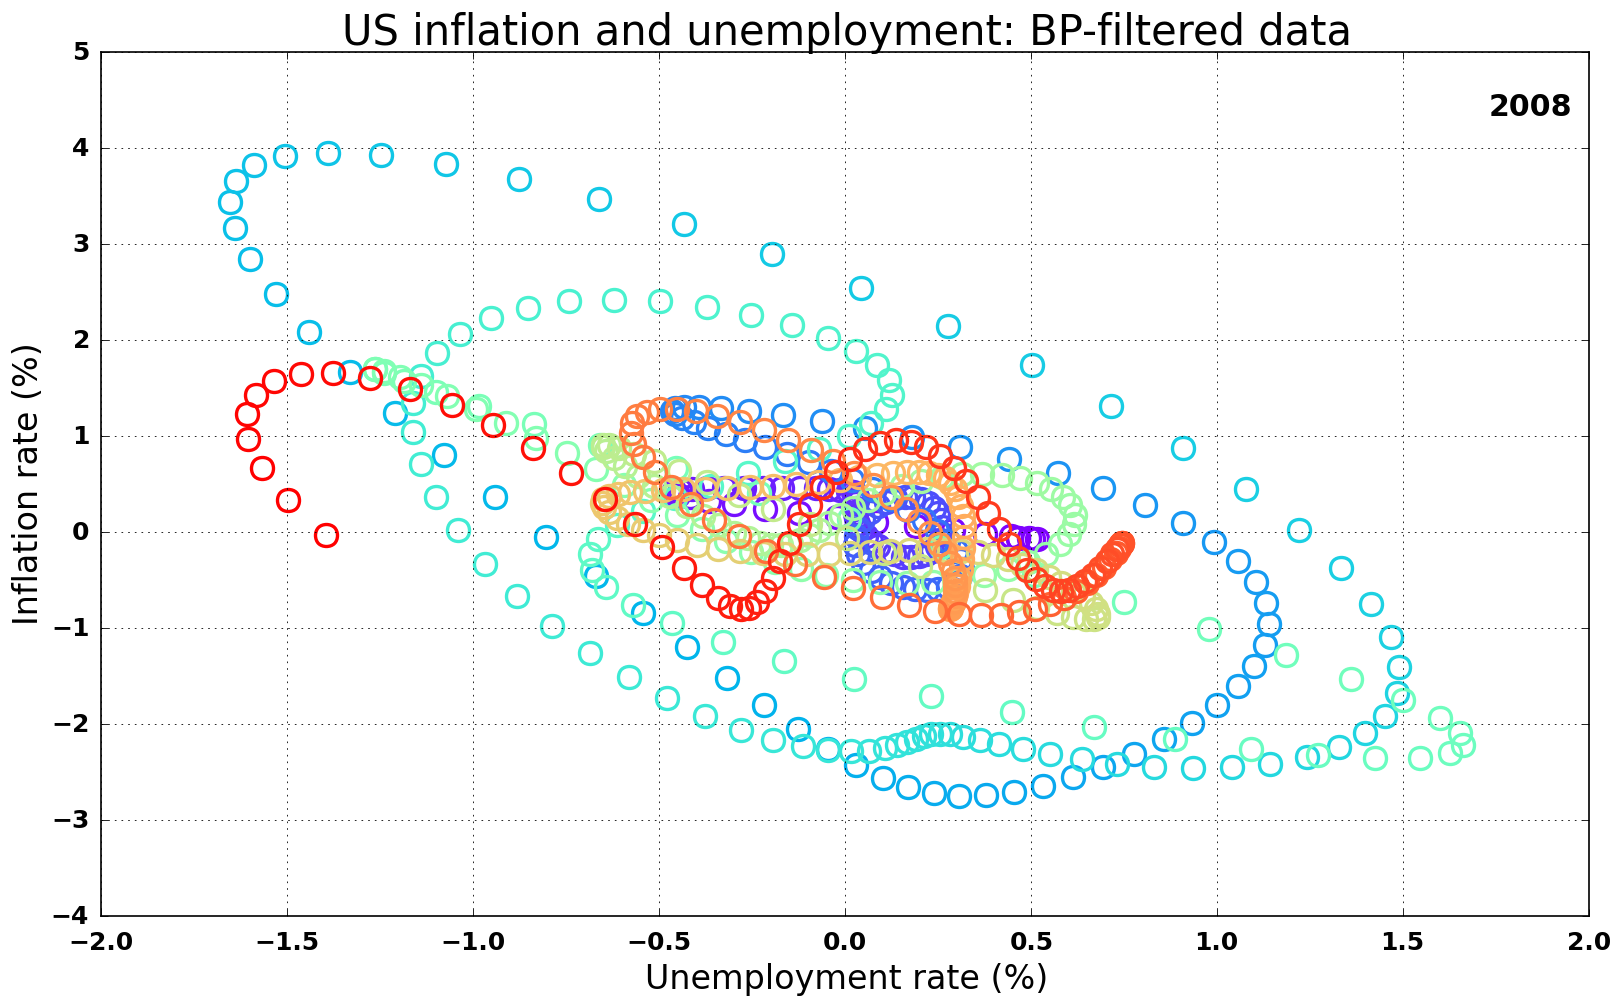 US inflation and unemployment: BP-filtered data
2008
5
4
3
2
1
0
−1
−2
−3
−4
Inflation rate (%)
−2.0 −1.5 −1.0 −0.5 0.0 0.5 1.0 1.5 2.0
Unemployment rate (%)